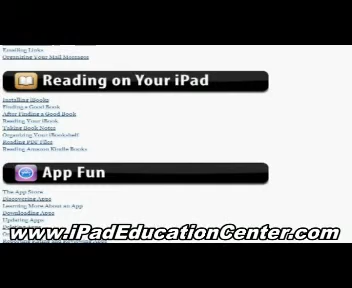 Emailing Links
Organizing Your Mail Messages
Reading on Your iPad
Installing iBooks
Finding a Good Book
After Finding a Good Book
Reading Your iBook
Taking Book Notes
Organizing Your iBookshelf
Reading PDF Files
Reading Amazon Kindle Books
App Fun
The App Store
Discovering Apps
Learning More About an App
Downloading Apps
Updating Apps
www.iPadEducationCenter.com